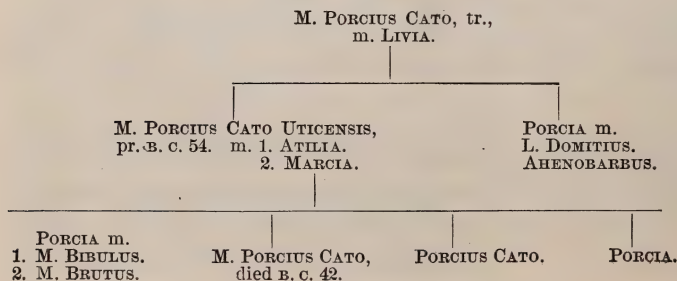 M. PORCIUS CATO, tr.,
m. LIVIA.
M. PORCIUS CATO UTICENSIS,
pr. B. C. 54. m. 1. ATILIA.
2. MARCIA.
PORCIA m.
L. DOMITIUS.
AHENOBARBUS.
PORCIA m.
1. M. BIBULUS.
2. M. BRUTUS.
M. PORCIUS CATO,
died B. C. 42.
PORCIUS CATO.
PORCIA.